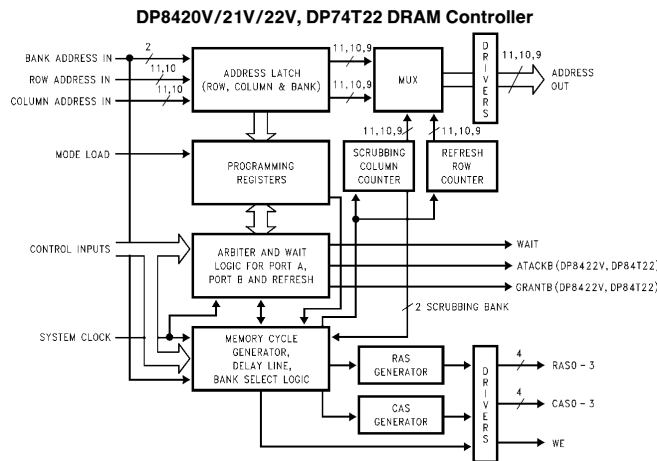 DP8420V/21V/22V, DP74T22 DRAM Controller
BANK ADDRESS IN
2
ROW ADDRESS IN
11,10
COLUMN ADDRESS IN
11,10
ADDRESS LATCH
(ROW, COLUMN & BANK)
11,10,9
11,10,9
MUX
DRIVERS
11,10,9
ADDRESS
OUT
11,10,9
11,10,9
MODE LOAD
PROGRAMMING
REGISTERS
SCRUBBING
COLUMN
COUNTER
REFRESH
ROW
COUNTER
CONTROL INPUTS
ARBITER AND WAIT
LOGIC FOR PORT A,
PORT B AND REFRESH
WAIT
ATACKB (DP8422V, DP84T22)
GRANTB (DP8422V, DP84T22)
2 SCRUBBING BANK
SYSTEM CLOCK
MEMORY CYCLE
GENERATOR,
DELAY LINE,
BANK SELECT LOGIC
RAS
GENERATOR
CAS
GENERATOR
DRIVERS
4
RAS0 - 3
4
CAS0 - 3
WE